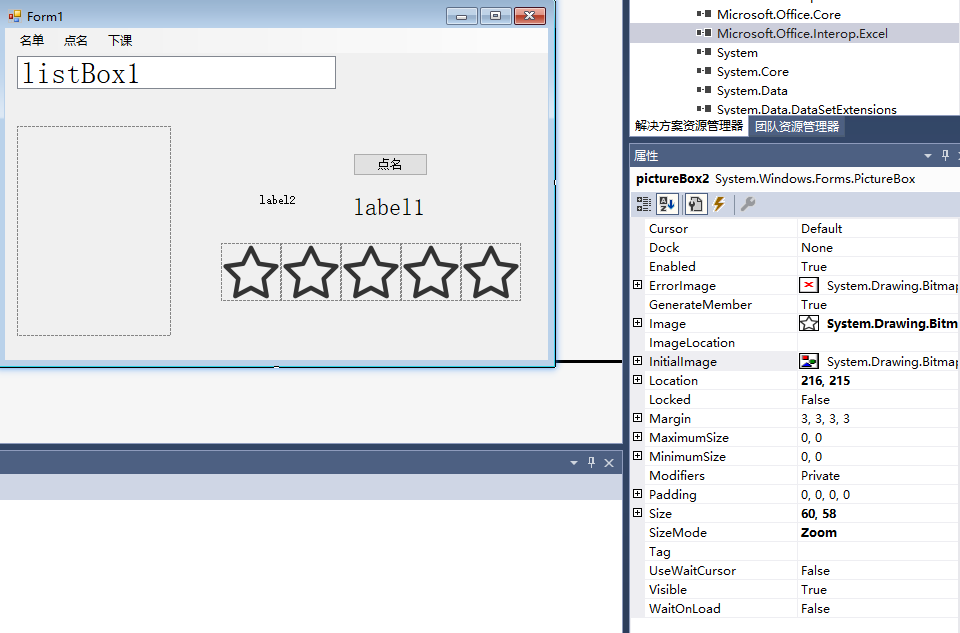 Form1
名单 点名 下课
listBox1
点名
label2
label1
Microsoft.Office.Core
Microsoft.Office.Interop.Excel
System
System.Core
System.Data
System.Data.DataSetExtensions
解决方案资源管理器 团队资源管理器
属性
pictureBox2 System.Windows.Forms.PictureBox
Cursor Default
Dock None
Enabled True
ErrorImage System.Drawing.Bitmap
GenerateMember True
Image System.Drawing.Bitm
ImageLocation
InitialImage System.Drawing.Bitmap
Location 216, 215
Locked False
Margin 3, 3, 3, 3
MaximumSize 0, 0
MinimumSize 0, 0
Modifiers Private
Padding 0, 0, 0, 0
Size 60, 58
SizeMode Zoom
Tag
UseWaitCursor False
Visible True
WaitOnLoad False